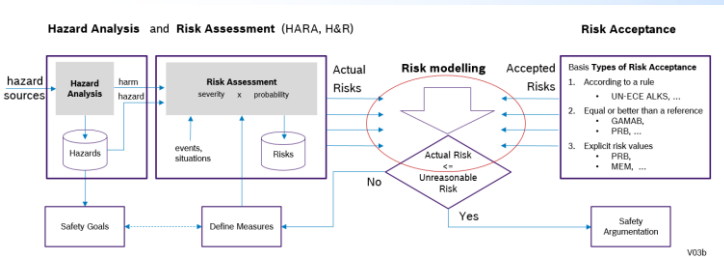 Hazard Analysis and Risk Assessment (HARA, H&R)
Risk Acceptance
hazard
sources
Hazard
Analysis
harm
hazard
Hazards
Risk Assessment
severity x probability
events,
situations
Risks
Actual
Risks
Risk modelling
Accepted
Risks
Actual Risk
<=
Unreasonable
Risk
No
Yes
Basis Types of Risk Acceptance
1. According to a rule
• UN-ECE ALKS, ...
2. Equal or better than a reference
• GAMAB,
• PRB, ...
3. Explicit risk values
• PRB,
• MEM, ...
Safety Goals
Define Measures
Safety
Argumentation
V03b